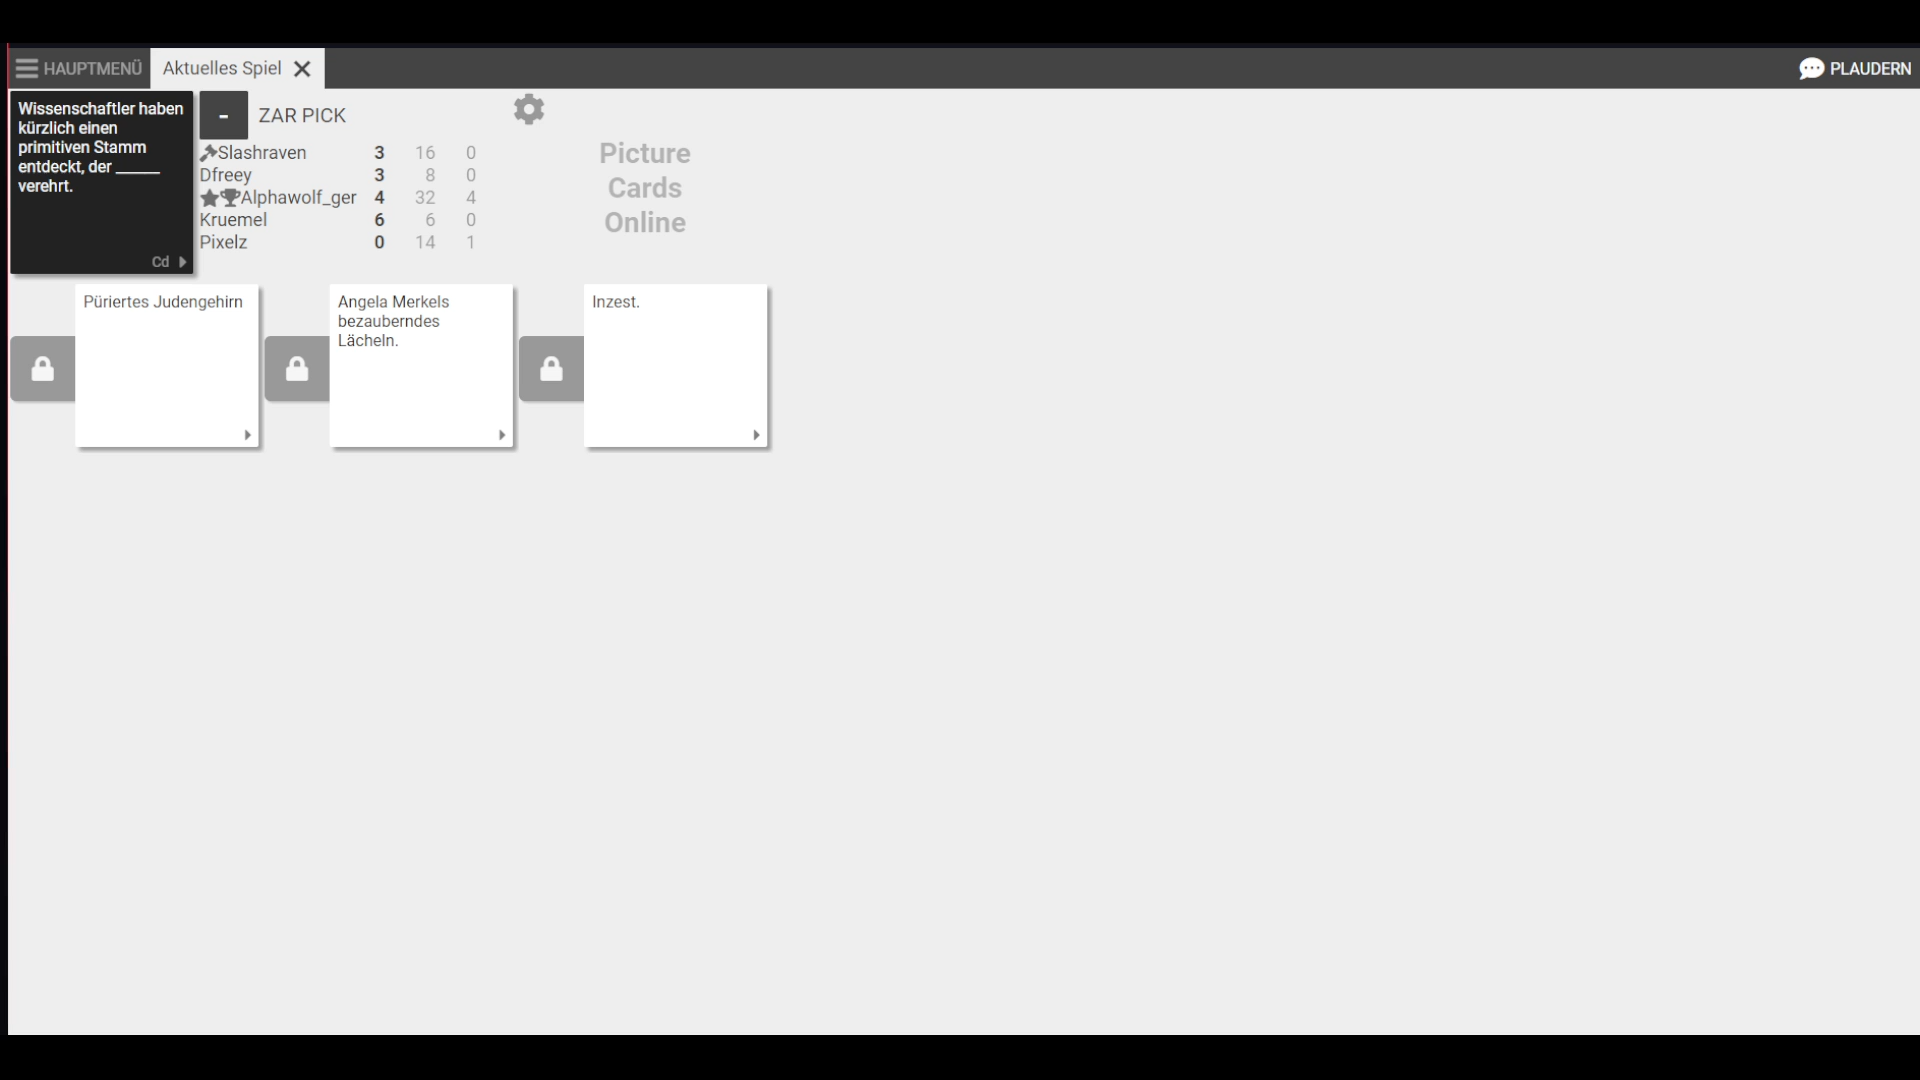 HAUPTMENÜ
Aktuelles Spiel
PLAUDERN
Wissenschaftler haben
kürzlich einen
primitiven Stamm
entdeckt, der _____
verehrt.
Cd
-
ZAR PICK
Slashraven 3 16 0
Dfreey 3 8 0
Alphawolf_ger 4 32 4
Kruemel 6 6 0
Pixelz 0 14 1
Picture
Cards
Online
Püriertes Judengehirn
Angela Merkels
bezauberndes
Lächeln.
Inzest.